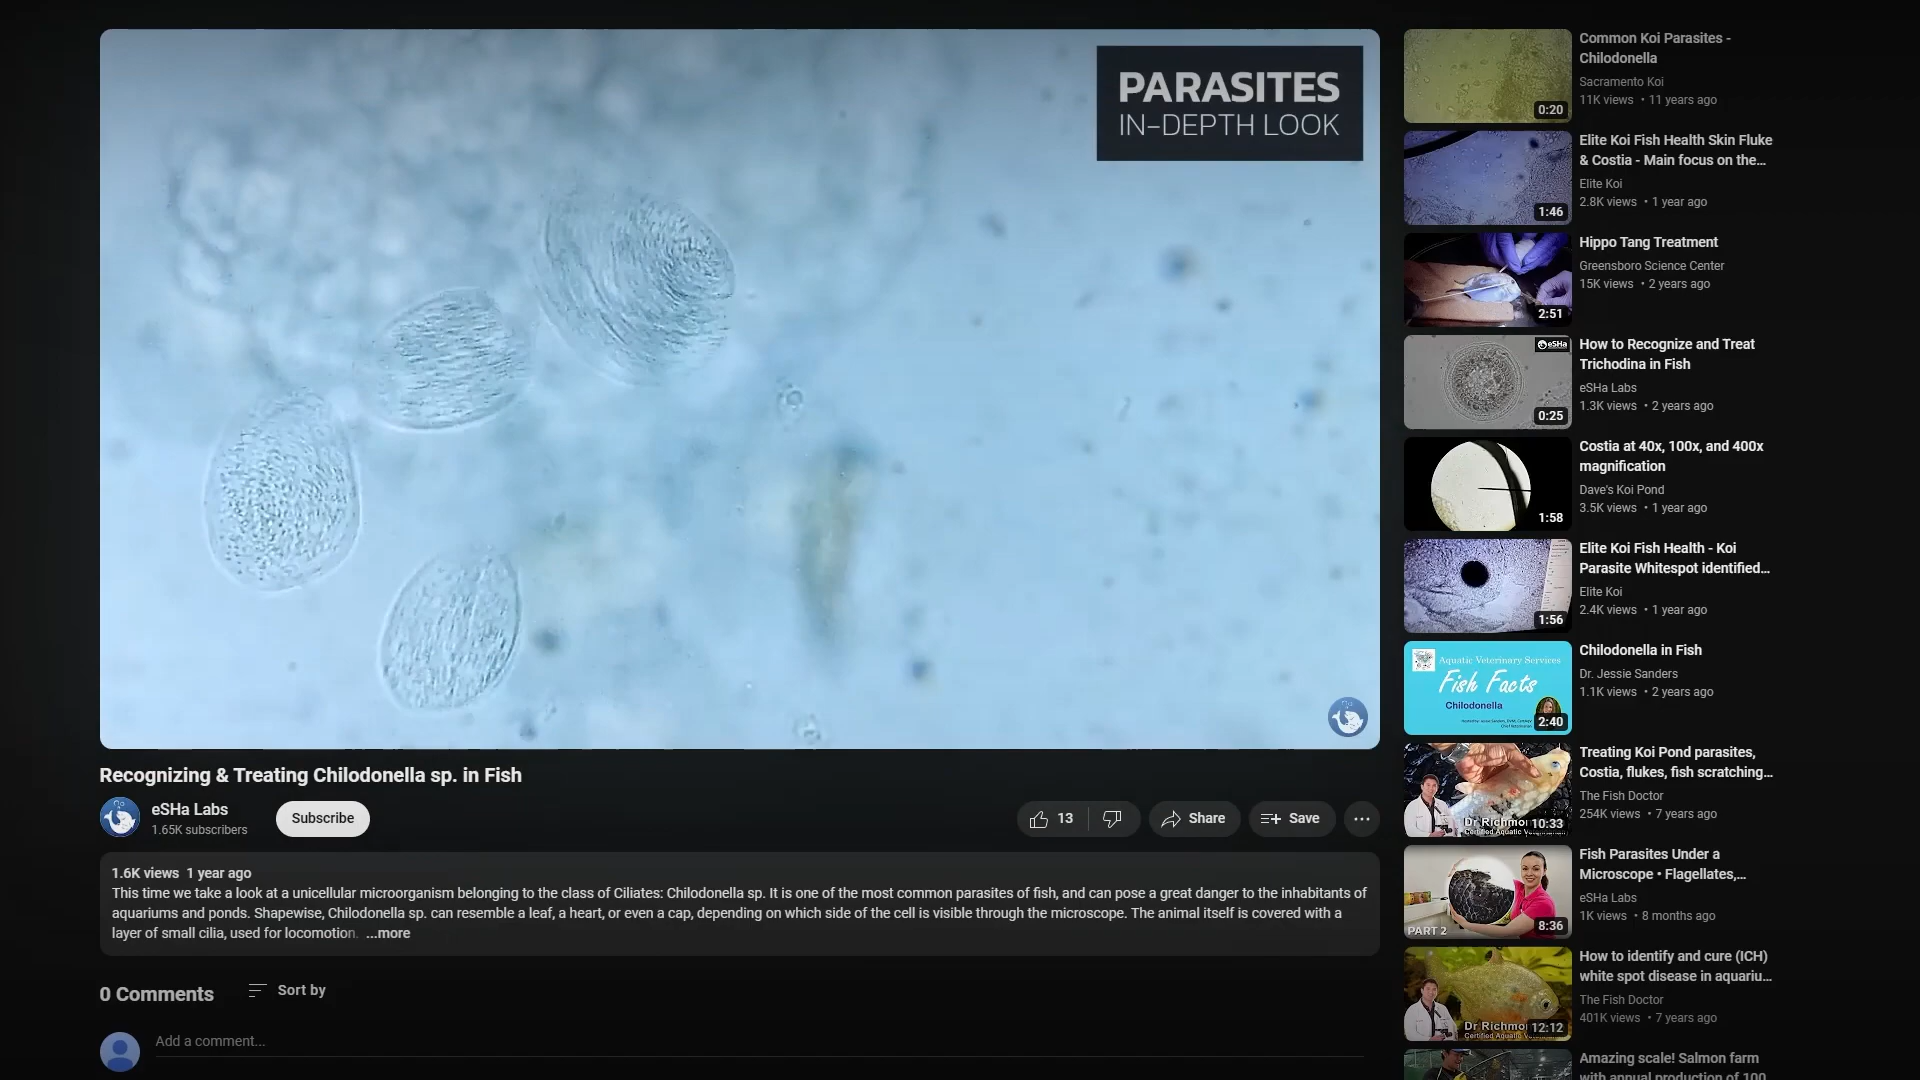 PARASITES
IN-DEPTH LOOK
Recognizing & Treating Chilodonella sp. in Fish
eSHa Labs
1.65K subscribers
Subscribe
13
Share
Save
1.6K views 1 year ago
This time we take a look at a unicellular microorganism belonging to the class of Ciliates: Chilodonella sp. It is one of the most common parasites of fish, and can pose a great danger to the inhabitants of
aquariums and ponds. Shapewise, Chilodonella sp. can resemble a leaf, a heart, or even a cap, depending on which side of the cell is visible through the microscope. The animal itself is covered with a
layer of small cilia, used for locomotion. ...more
0 Comments
Sort by
Add a comment...
0:20
Common Koi Parasites -
Chilodonella
Sacramento Koi
11K views • 11 years ago
1:46
Elite Koi Fish Health Skin Fluke
& Costia - Main focus on the...
Elite Koi
2.8K views • 1 year ago
2:51
Hippo Tang Treatment
Greensboro Science Center
15K views • 2 years ago
eSHa
0:25
How to Recognize and Treat
Trichodina in Fish
eSHa Labs
1.3K views • 2 years ago
1:58
Costia at 40x, 100x, and 400x
magnification
Dave's Koi Pond
3.5K views • 1 year ago
1:56
Elite Koi Fish Health - Koi
Parasite Whitespot identified...
Elite Koi
2.4K views • 1 year ago
Aquatic Veterinary Services
Fish Facts
Chilodonella
2:40
Chilodonella in Fish
Dr. Jessie Sanders
1.1K views • 2 years ago
Dr Richmo
10:33
Certified Aquatic
Treating Koi Pond parasites,
Costia, flukes, fish scratching...
The Fish Doctor
254K views • 7 years ago
PART 2
8:36
Fish Parasites Under a
Microscope • Flagellates,...
eSHa Labs
1K views • 8 months ago
Dr Richmo
12:12
Certified Aquatic
How to identify and cure (ICH)
white spot disease in aquariu...
The Fish Doctor
401K views • 7 years ago
Amazing scale! Salmon farm
with annual production of 100